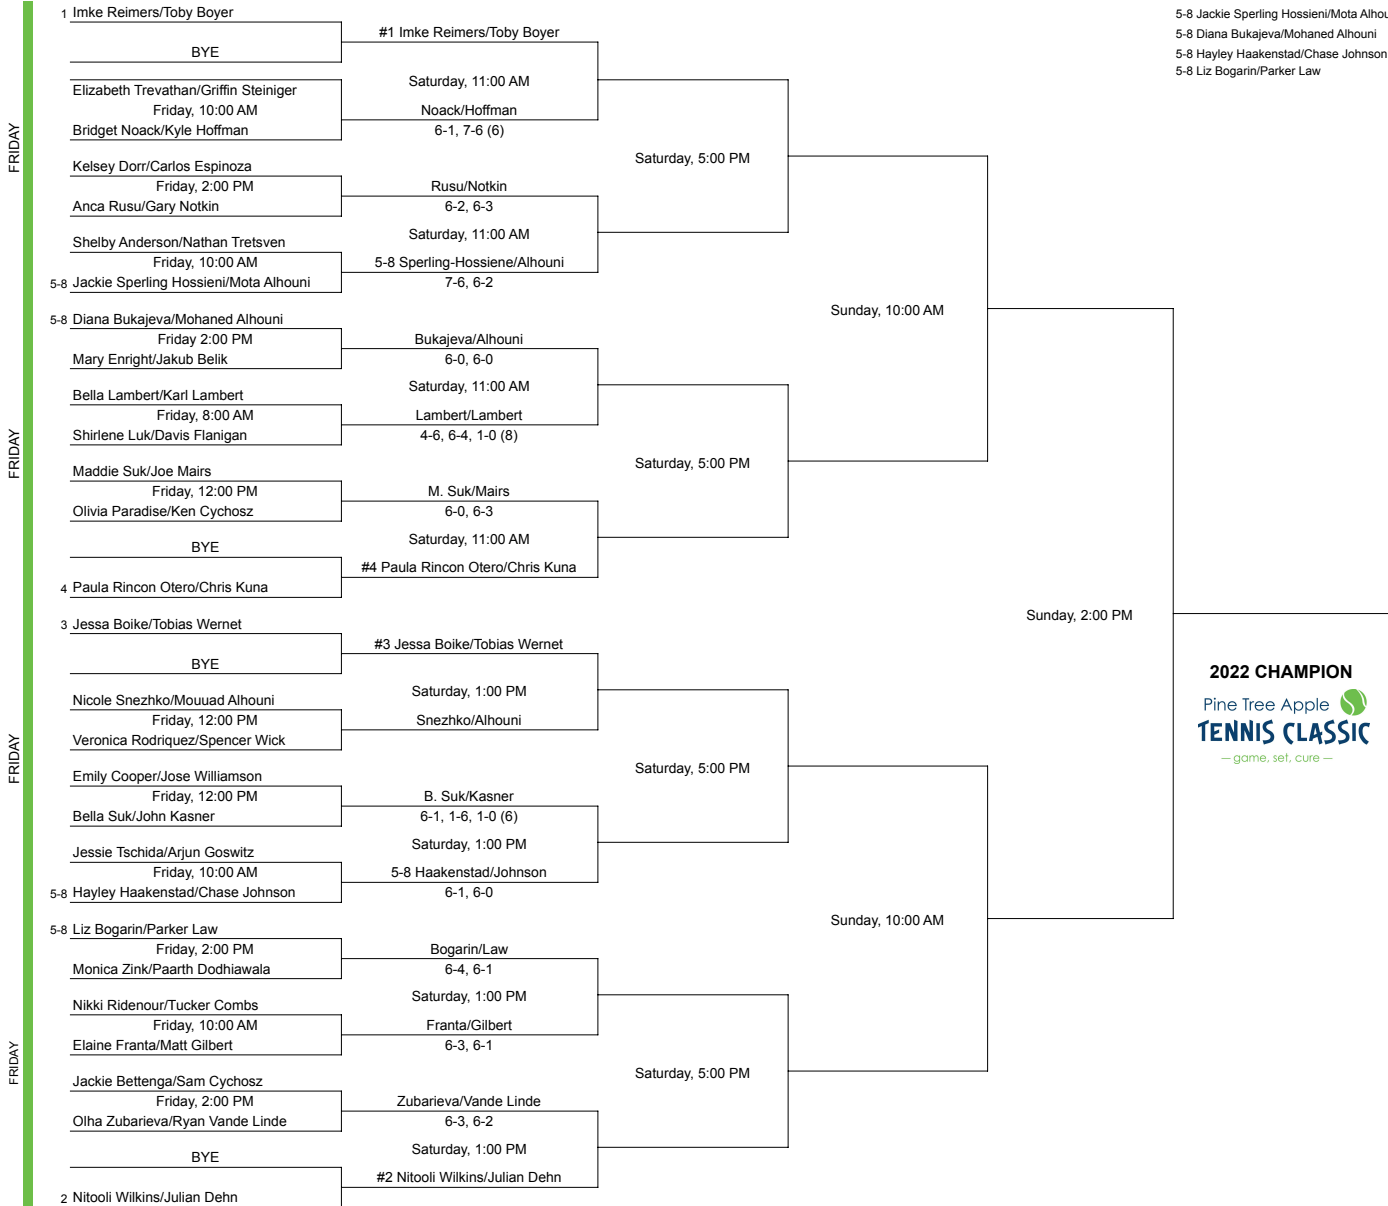 1 Imke Reimers/Toby Boyer
#1 Imke Reimers/Toby Boyer
BYE
Saturday, 11:00 AM
Elizabeth Trevathan/Griffin Steiniger
Friday, 10:00 AM
Noack/Hoffman
Bridget Noack/Kyle Hoffman
6-1, 7-6 (6)
Saturday, 5:00 PM
Kelsey Dorr/Carlos Espinoza
Friday, 2:00 PM
Rusu/Notkin
Anca Rusu/Gary Notkin
6-2, 6-3
Saturday, 11:00 AM
Shelby Anderson/Nathan Tretsven
Friday, 10:00 AM
5-8 Sperling-Hossiene/Alhouni
5-8 Jackie Sperling Hossieni/Mota Alhouni
7-6, 6-2
Sunday, 10:00 AM
5-8 Diana Bukajeva/Mohaned Alhouni
Friday 2:00 PM
Bukajeva/Alhouni
Mary Enright/Jakub Belik
6-0, 6-0
Saturday, 11:00 AM
Bella Lambert/Karl Lambert
Friday, 8:00 AM
Lambert/Lambert
Shirlene Luk/Davis Flanigan
4-6, 6-4, 1-0 (8)
Saturday, 5:00 PM
Maddie Suk/Joe Mairs
Friday, 12:00 PM
M. Suk/Mairs
Olivia Paradise/Ken Cychosz
6-0, 6-3
Saturday, 11:00 AM
BYE
#4 Paula Rincon Otero/Chris Kuna
4 Paula Rincon Otero/Chris Kuna
Sunday, 2:00 PM
3 Jessa Boike/Tobias Wernet
#3 Jessa Boike/Tobias Wernet
BYE
Saturday, 1:00 PM
Nicole Snezhko/Mouuad Alhouni
Friday, 12:00 PM
Snezhko/Alhouni
Veronica Rodriquez/Spencer Wick
Saturday, 5:00 PM
Emily Cooper/Jose Williamson
Friday, 12:00 PM
B. Suk/Kasner
Bella Suk/John Kasner
6-1, 1-6, 1-0 (6)
Saturday, 1:00 PM
Jessie Tschida/Arjun Goswitz
Friday, 10:00 AM
5-8 Haakenstad/Johnson
5-8 Hayley Haakenstad/Chase Johnson
6-1, 6-0
Sunday, 10:00 AM
5-8 Liz Bogarin/Parker Law
Friday, 2:00 PM
Bogarin/Law
Monica Zink/Paarth Dodhiawala
6-4, 6-1
Saturday, 1:00 PM
Nikki Ridenour/Tucker Combs
Friday, 10:00 AM
Franta/Gilbert
Elaine Franta/Matt Gilbert
6-3, 6-1
Saturday, 5:00 PM
Jackie Bettenga/Sam Cychosz
Friday, 2:00 PM
Zubarieva/Vande Linde
Olha Zubarieva/Ryan Vande Linde
6-3, 6-2
Saturday, 1:00 PM
BYE
#2 Nitooli Wilkins/Julian Dehn
2 Nitooli Wilkins/Julian Dehn
FRIDAY
FRIDAY
FRIDAY
FRIDAY
5-8 Jackie Sperling Hossieni/Mota
5-8 Diana Bukajeva/Mohaned Alhouni
5-8 Hayley Haakenstad/Chase Johnson
5-8 Liz Bogarin/Parker Law
2022 CHAMPION
Pine Tree Apple
TENNIS CLASSIC
— game, set, cure —